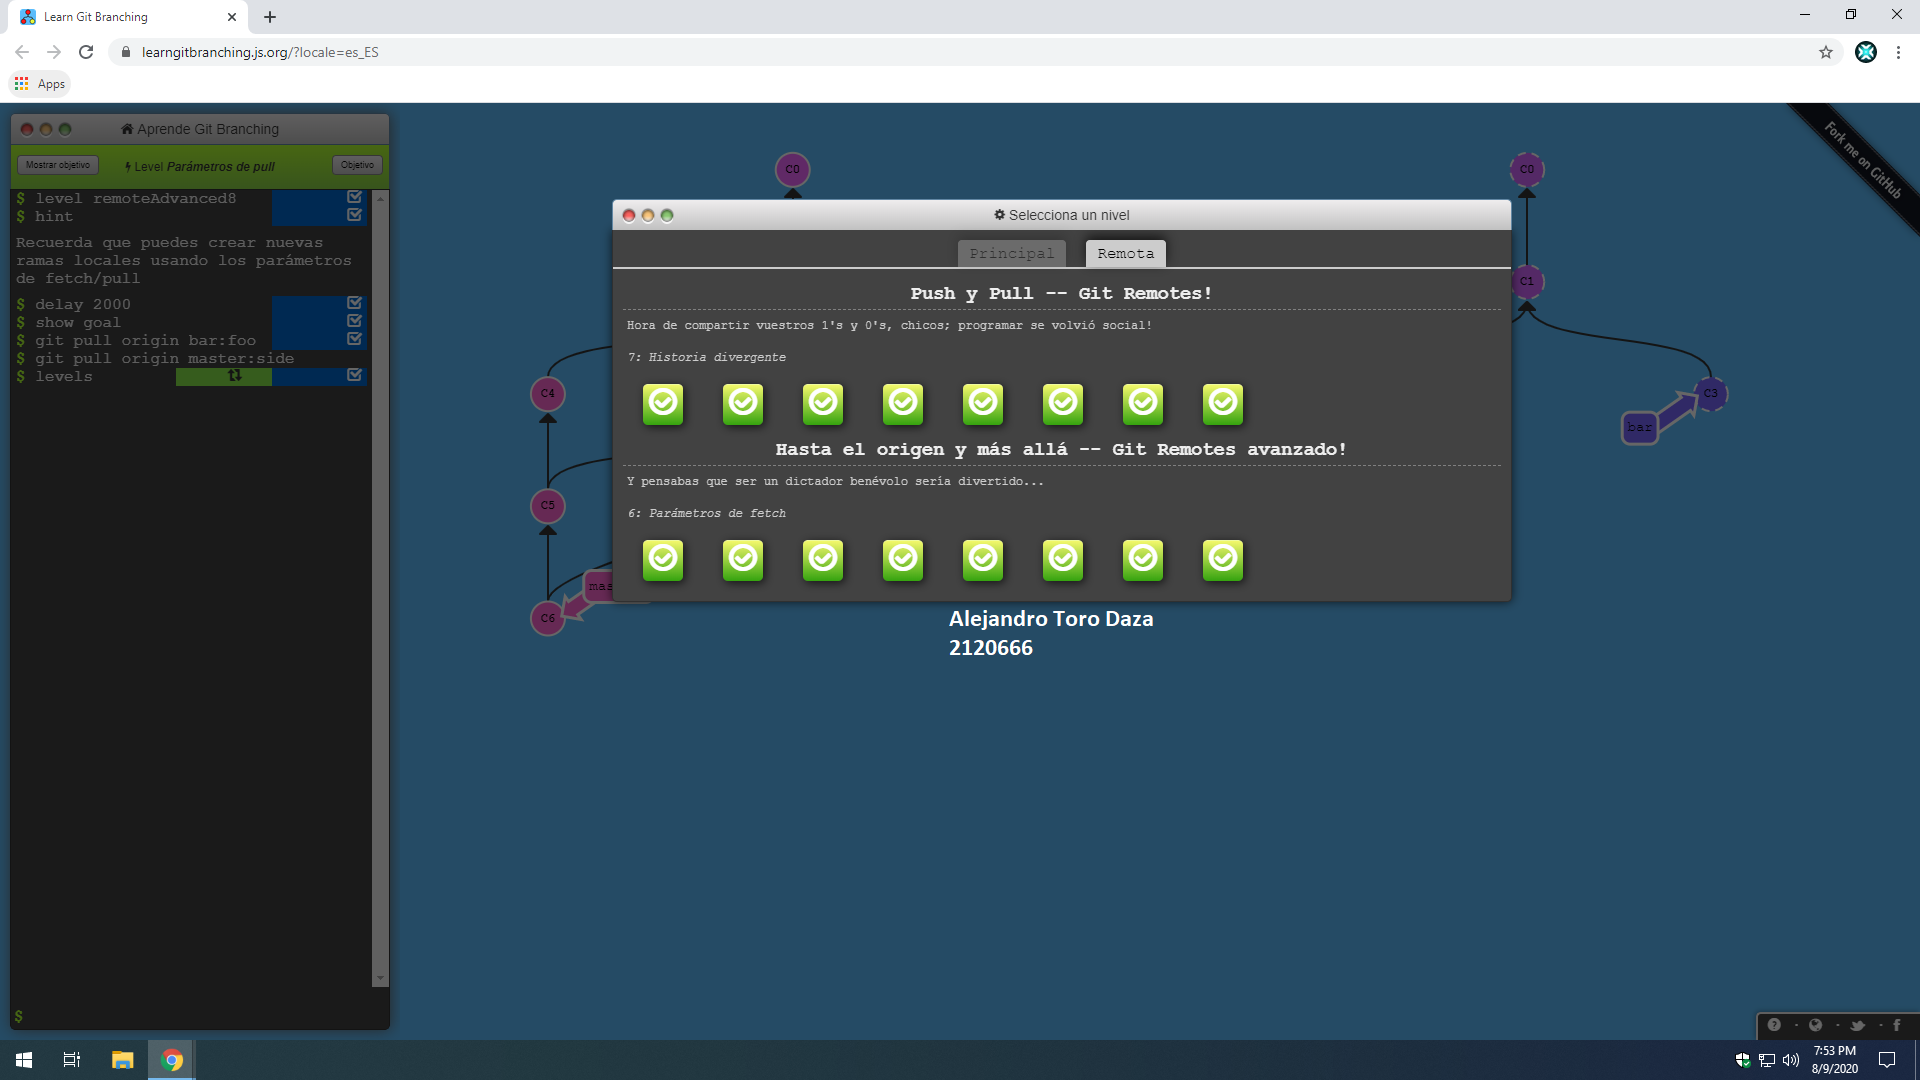 Learn Git Branching
learngitbranching.js.org/?locale=es_ES
Apps
Aprende Git Branching
Mostrar objetivo
Level Parámetros de pull
Objetivo
$ level remoteAdvanced8
$ hint
Recuerda que puedes crear nuevas
ramas locales usando los parámetros
de fetch/pull
$ delay 2000
$ show goal
$ git pull origin bar:foo
$ git pull origin master:side
$ levels
$
C0
C4
C5
C6
mas
Selecciona un nivel
Principal
Remota
Push y Pull -- Git Remotes!
Hora de compartir vuestros 1's y 0's, chicos; programar se volvió social!
7: Historia divergente
Hasta el origen y más allá -- Git Remotes avanzado!
Y pensabas que ser un dictador benévolo sería divertido...
6: Parámetros de fetch
Alejandro Toro Daza
2120666
C0
C1
C3
bar
Fork me on GitHub
7:53 PM
8/9/2020